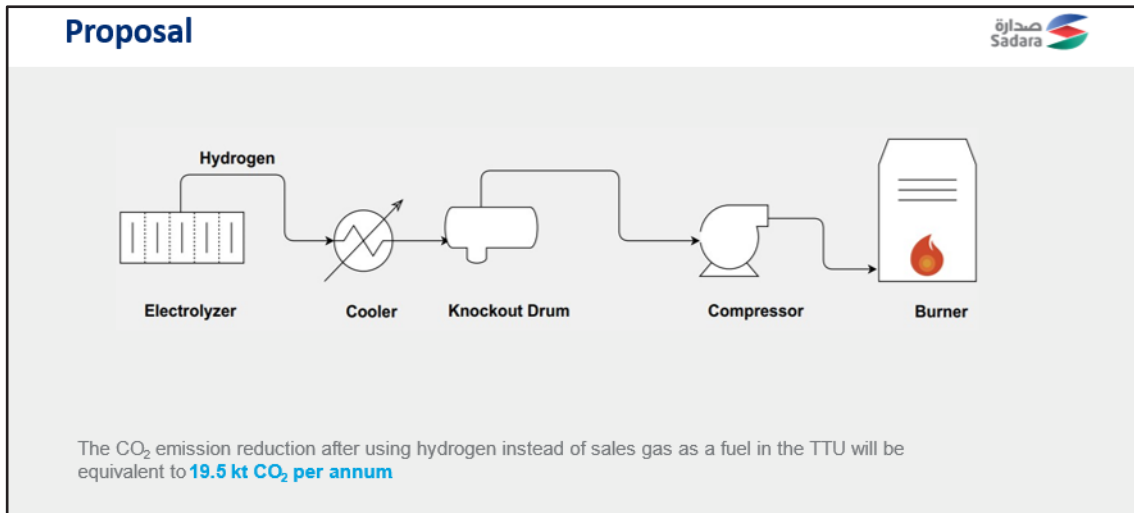 Proposal
صدارة
Sadara
Hydrogen
Electrolyzer
Cooler
Knockout Drum
Compressor
Burner
The CO₂ emission reduction after using hydrogen instead of sales gas as a fuel in the TTU will be
equivalent to 19.5 kt CO₂ per annum